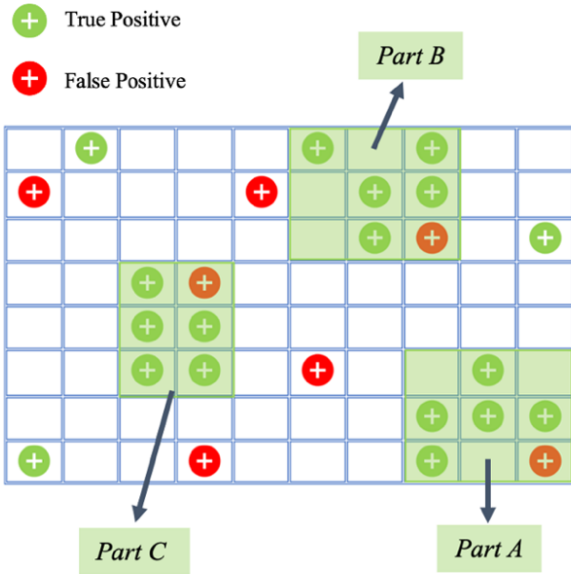 True Positive
Part B
False Positive
Part C
Part A